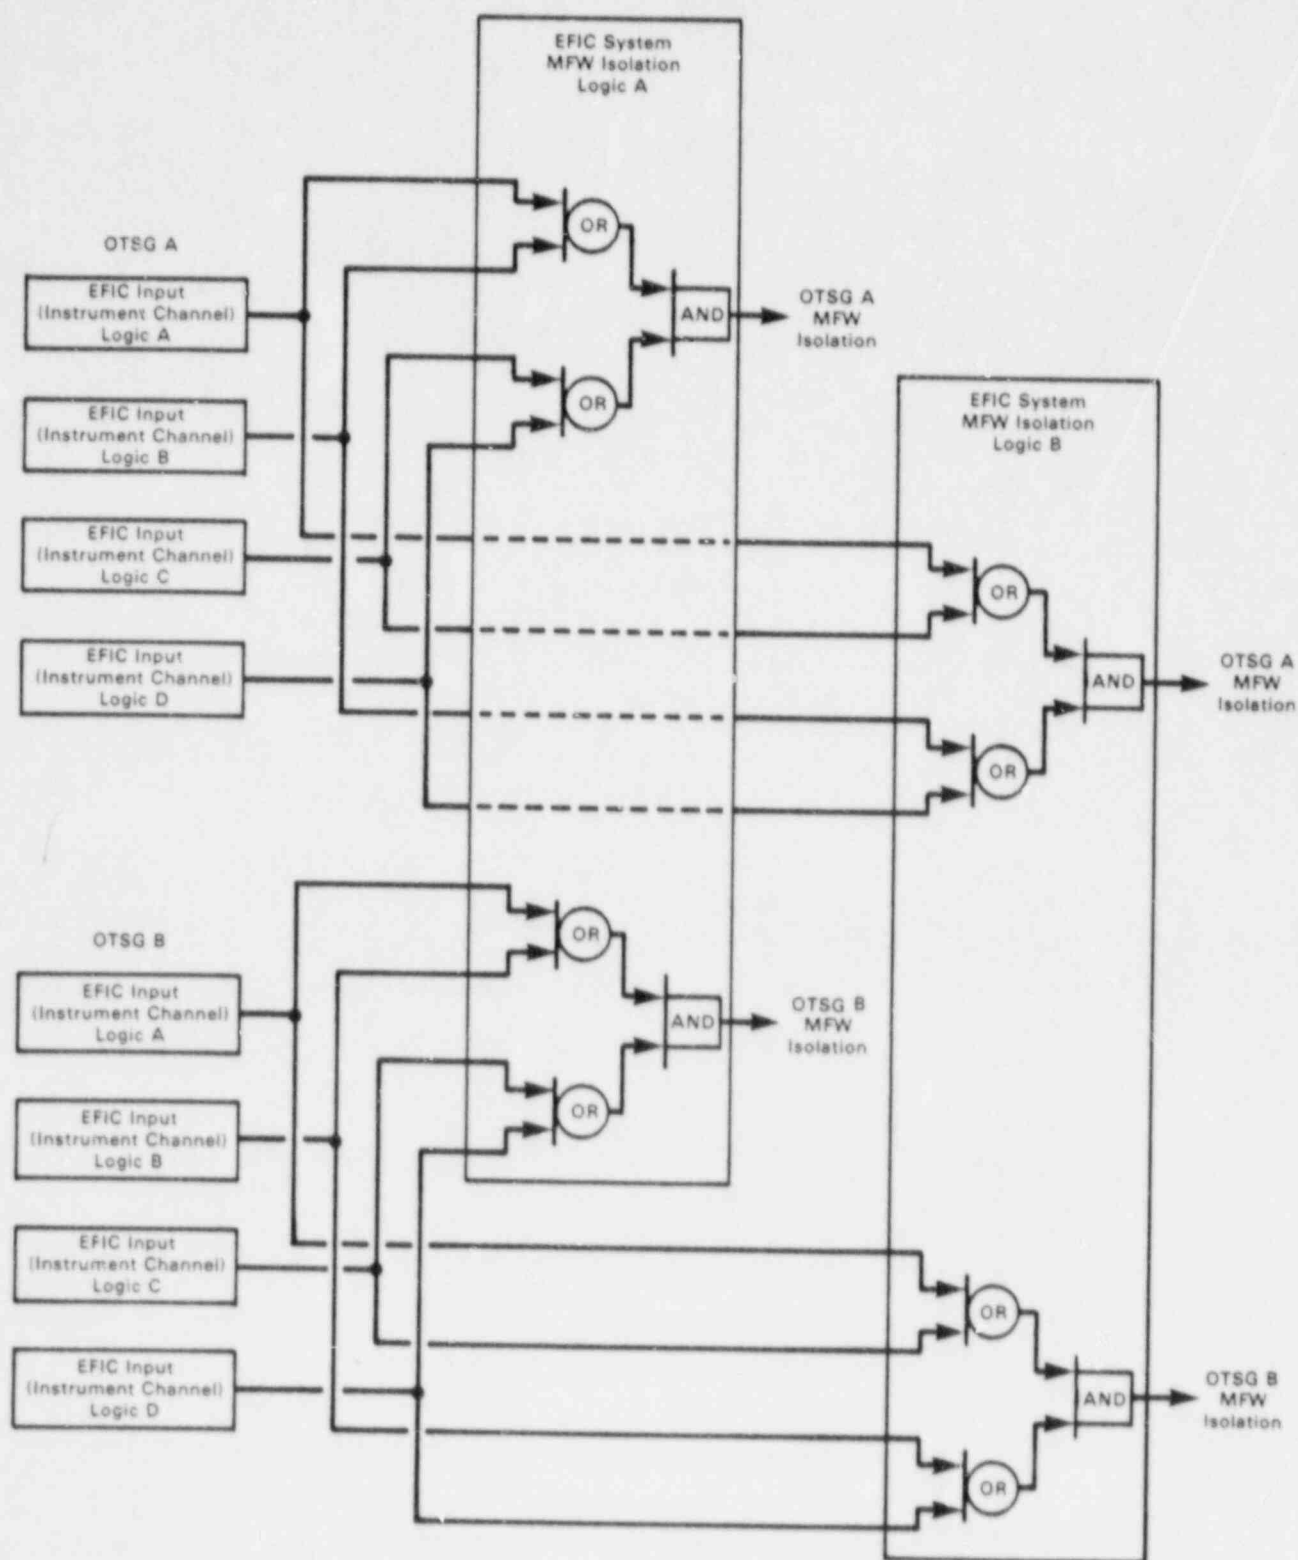 EFIC System
MFW Isolation
Logic A
OR
OTSG A
EFIC Input
(Instrument Channel)
Logic A
AND
OTSG A
MFW
Isolation
OR
EFIC Input
(Instrument Channel)
Logic B
EFIC System
MFW Isolation
Logic B
EFIC Input
(Instrument Channel)
Logic C
OR
EFIC Input
(Instrument Channel)
Logic D
AND
OTSG A
MFW
Isolation
OR
OTSG B
OR
EFIC Input
(Instrument Channel)
Logic A
AND
OTSG B
MFW
Isolation
OR
EFIC Input
(Instrument Channel)
Logic B
EFIC Input
(Instrument Channel)
Logic C
OR
EFIC Input
(Instrument Channel)
Logic D
AND
OTSG B
MFW
Isolation
OR